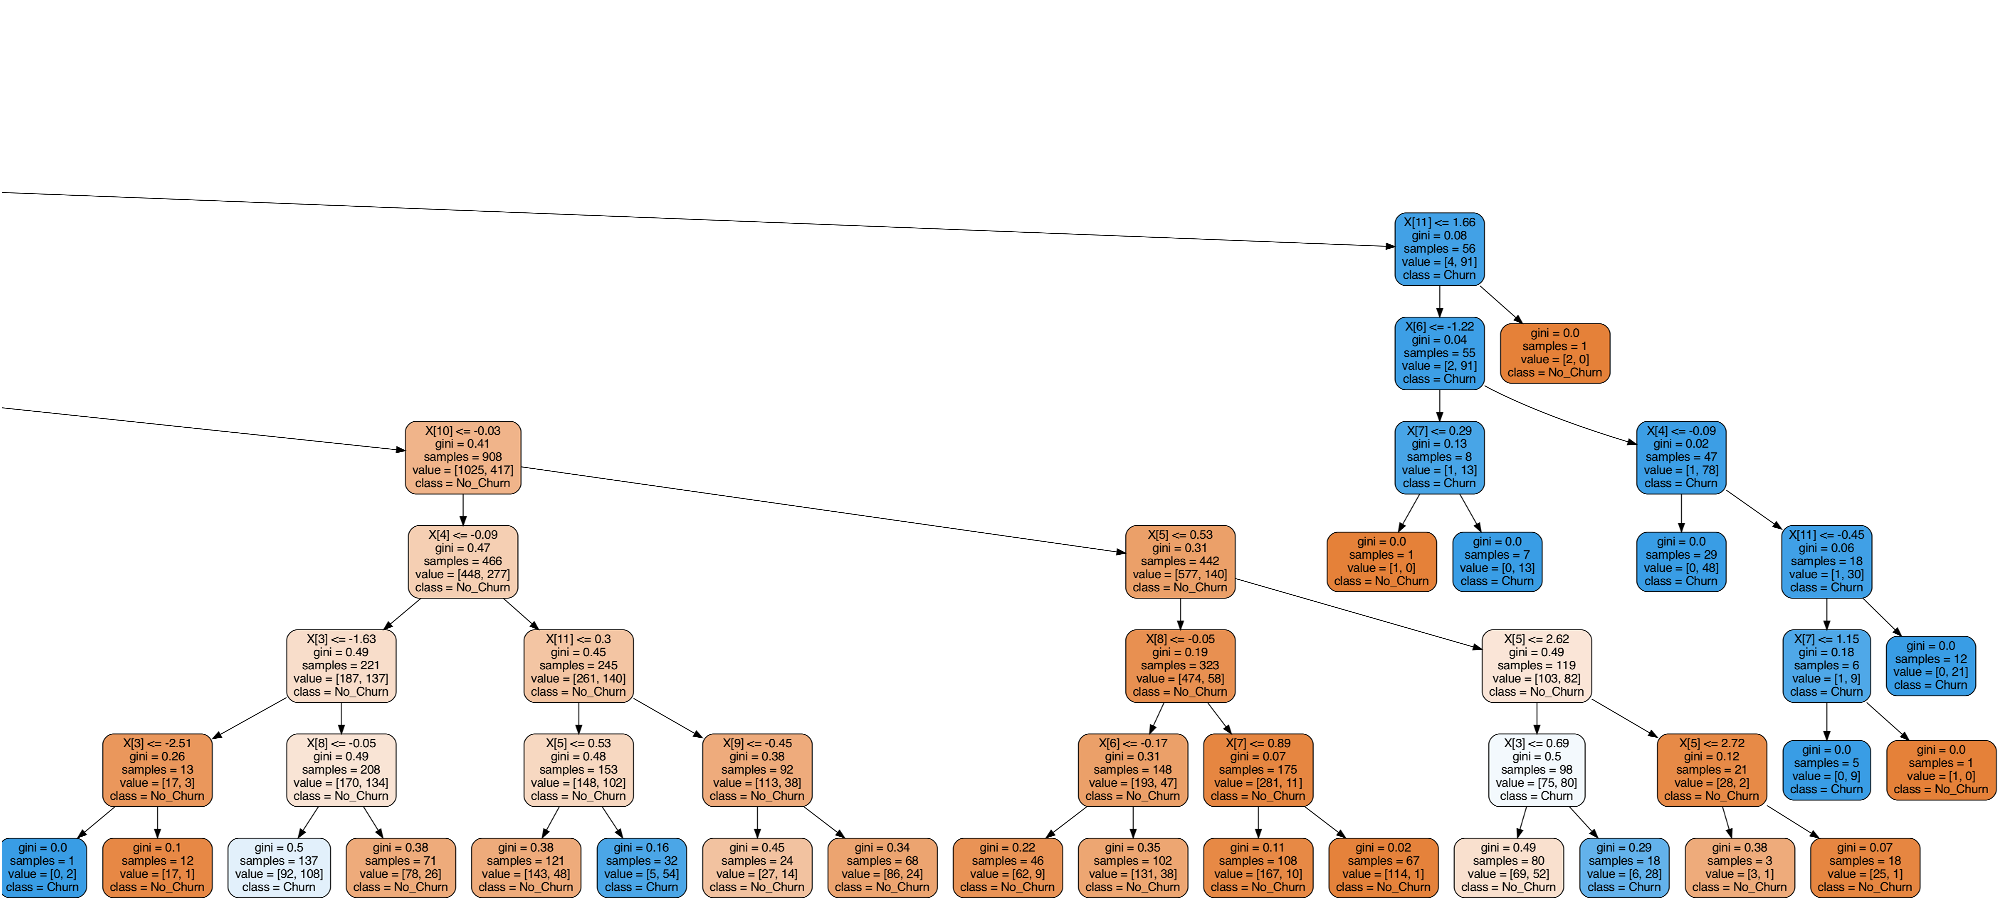 X[11] <= 1.66
gini = 0.08
samples = 56
value = [4, 91]
class = Churn
X[6] <= -1.22
gini = 0.04
samples = 55
value = [2, 91]
class = Churn
gini = 0.0
samples = 1
value = [2, 0]
class = No_Churn
X[10] <= -0.03
gini = 0.41
samples = 908
value = [1025, 417]
class = No_Churn
X[7] <= 0.29
gini = 0.13
samples = 8
value = [1, 13]
class = Churn
X[4] <= -0.09
gini = 0.02
samples = 47
value = [1, 78]
class = Churn
X[4] <= -0.09
gini = 0.47
samples = 466
value = [448, 277]
class = No_Churn
X[5] <= 0.53
gini = 0.31
samples = 442
value = [577, 140]
class = No_Churn
gini = 0.0
samples = 1
value = [1, 0]
class = No_Churn
gini = 0.0
samples = 7
value = [0, 13]
class = Churn
gini = 0.0
samples = 29
value = [0, 48]
class = Churn
X[11] <= -0.45
gini = 0.06
samples = 18
value = [1, 30]
class = Churn
X[3] <= -1.63
gini = 0.49
samples = 221
value = [187, 137]
class = No_Churn
X[11] <= 0.3
gini = 0.45
samples = 245
value = [261, 140]
class = No_Churn
X[8] <= -0.05
gini = 0.19
samples = 323
value = [474, 58]
class = No_Churn
X[5] <= 2.62
gini = 0.49
samples = 119
value = [103, 82]
class = No_Churn
X[7] <= 1.15
gini = 0.18
samples = 6
value = [1, 9]
class = Churn
gini = 0.0
samples = 12
value = [0, 21]
class = Churn
X[3] <= -2.51
gini = 0.26
samples = 13
value = [17, 3]
class = No_Churn
X[8] <= -0.05
gini = 0.49
samples = 208
value = [170, 134]
class = No_Churn
X[5] <= 0.53
gini = 0.48
samples = 153
value = [148, 102]
class = No_Churn
X[9] <= -0.45
gini = 0.38
samples = 92
value = [113, 38]
class = No_Churn
X[6] <= -0.17
gini = 0.31
samples = 148
value = [193, 47]
class = No_Churn
X[7] <= 0.89
gini = 0.07
samples = 175
value = [281, 11]
class = No_Churn
X[3] <= 0.69
gini = 0.5
samples = 98
value = [75, 80]
class = Churn
X[5] <= 2.72
gini = 0.12
samples = 21
value = [28, 2]
class = No_Churn
gini = 0.0
samples = 5
value = [0, 9]
class = Churn
gini = 0.0
samples = 1
value = [1, 0]
class = No_Churn
gini = 0.0
samples = 1
value = [0, 2]
class = Churn
gini = 0.1
samples = 12
value = [17, 1]
class = No_Churn
gini = 0.5
samples = 137
value = [92, 108]
class = Churn
gini = 0.38
samples = 71
value = [78, 26]
class = No_Churn
gini = 0.38
samples = 121
value = [143, 48]
class = No_Churn
gini = 0.16
samples = 32
value = [5, 54]
class = Churn
gini = 0.45
samples = 24
value = [27, 14]
class = No_Churn
gini = 0.34
samples = 68
value = [86, 24]
class = No_Churn
gini = 0.22
samples = 46
value = [62, 9]
class = No_Churn
gini = 0.35
samples = 102
value = [131, 38]
class = No_Churn
gini = 0.11
samples = 108
value = [167, 10]
class = No_Churn
gini = 0.02
samples = 67
value = [114, 1]
class = No_Churn
gini = 0.49
samples = 80
value = [69, 52]
class = No_Churn
gini = 0.29
samples = 18
value = [6, 28]
class = Churn
gini = 0.38
samples = 3
value = [3, 1]
class = No_Churn
gini = 0.07
samples = 18
value = [25, 1]
class = No_Churn